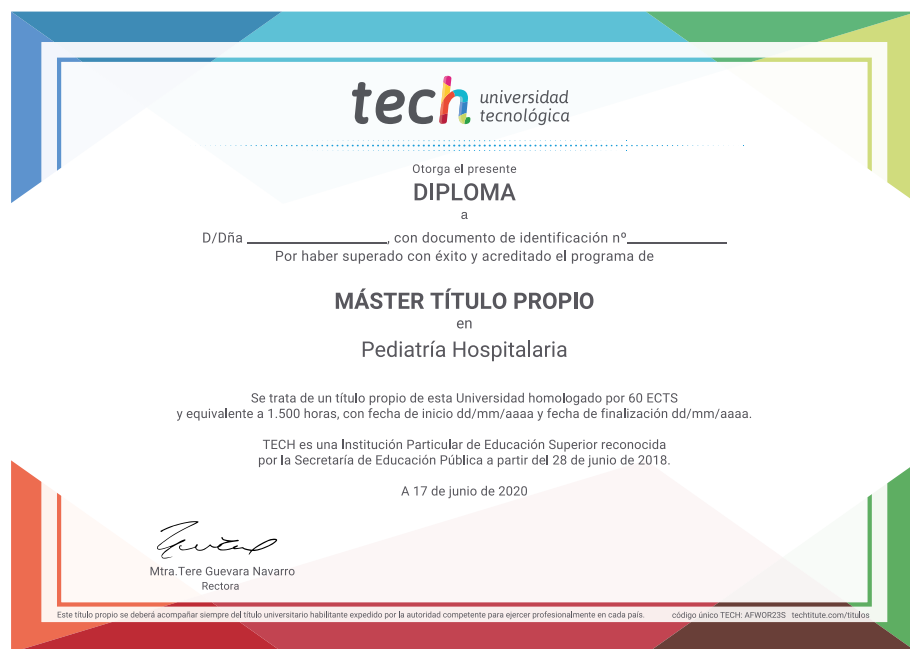 tech universidad
tecnológica
Otorga el presente
DIPLOMA
a
D/Dña ____________, con documento de identificación nº____________
Por haber superado con éxito y acreditado el programa de
MÁSTER TÍTULO PROPIO
en
Pediatría Hospitalaria
Se trata de un título propio de esta Universidad homologado por 60 ECTS
y equivalente a 1.500 horas, con fecha de inicio dd/mm/aaaa y fecha de finalización dd/mm/aaaa.
TECH es una Institución Particular de Educación Superior reconocida
por la Secretaría de Educación Pública a partir del 28 de junio de 2018.
A 17 de junio de 2020
Mtra.Tere Guevara Navarro
Rectora
Este título propio se deberá acompañar siempre del título universitario habilitante expedido por la autoridad competente para ejercer profesionalmente en cada país. código único TECH: AFWOR23S techtitute.com/titulos